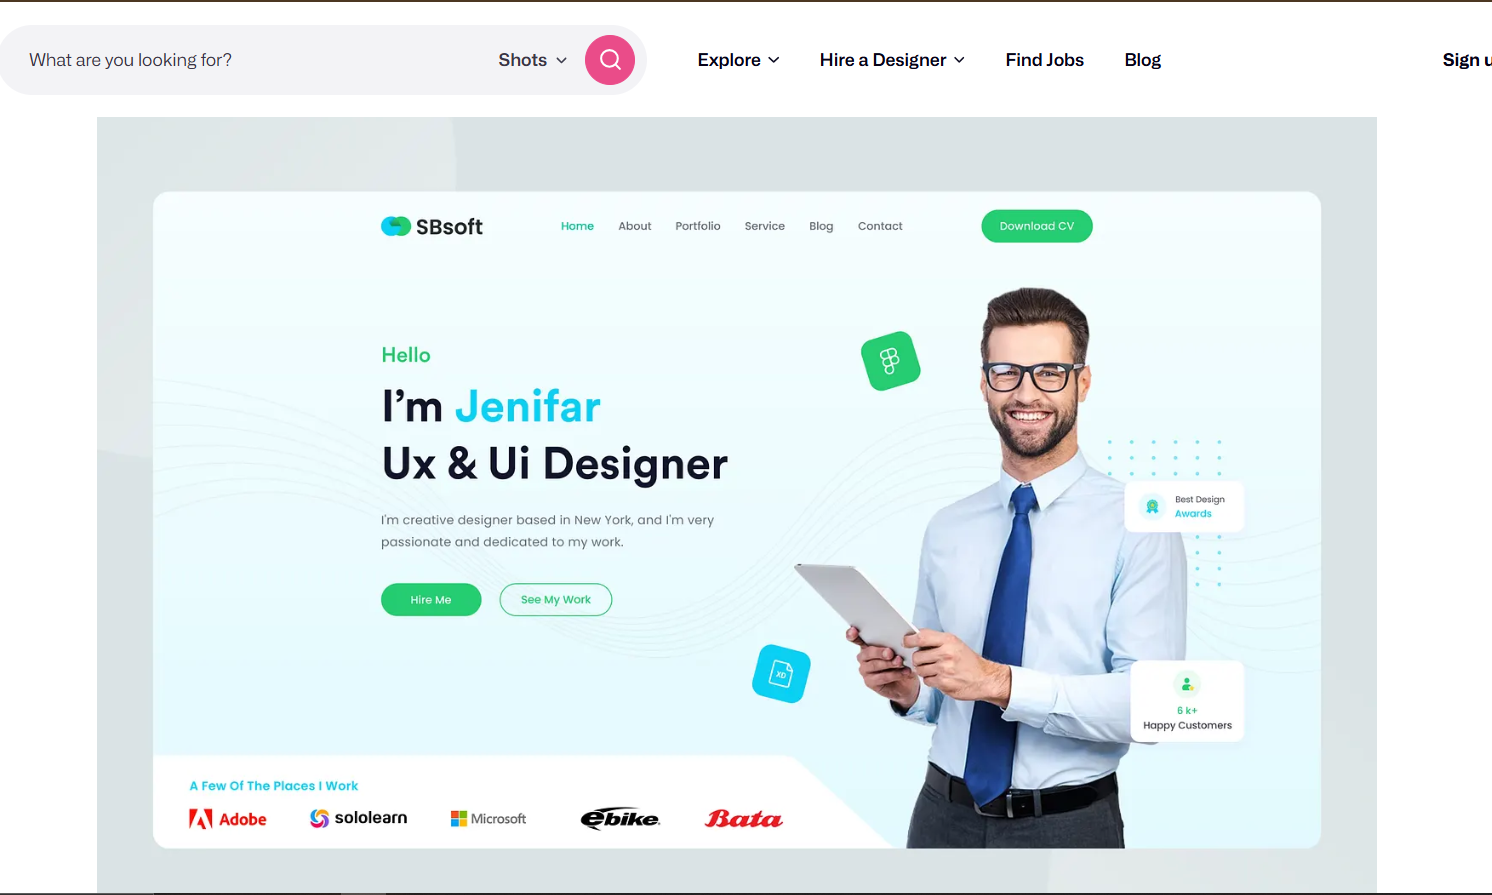 What are you looking for?
Shots
Explore
Hire a Designer
Find Jobs
Blog
Sign u
SBsoft
Home
About
Portfolio
Service
Blog
Contact
Download CV
Hello
I'm Jenifar
Ux & Ui Designer
I'm creative designer based in New York, and I'm very
passionate and dedicated to my work.
Hire Me
See My Work
XD
Best Design
Awards
6 k+
Happy Customers
A Few Of The Places I Work
Adobe
sololearn
Microsoft
ebike
Bata